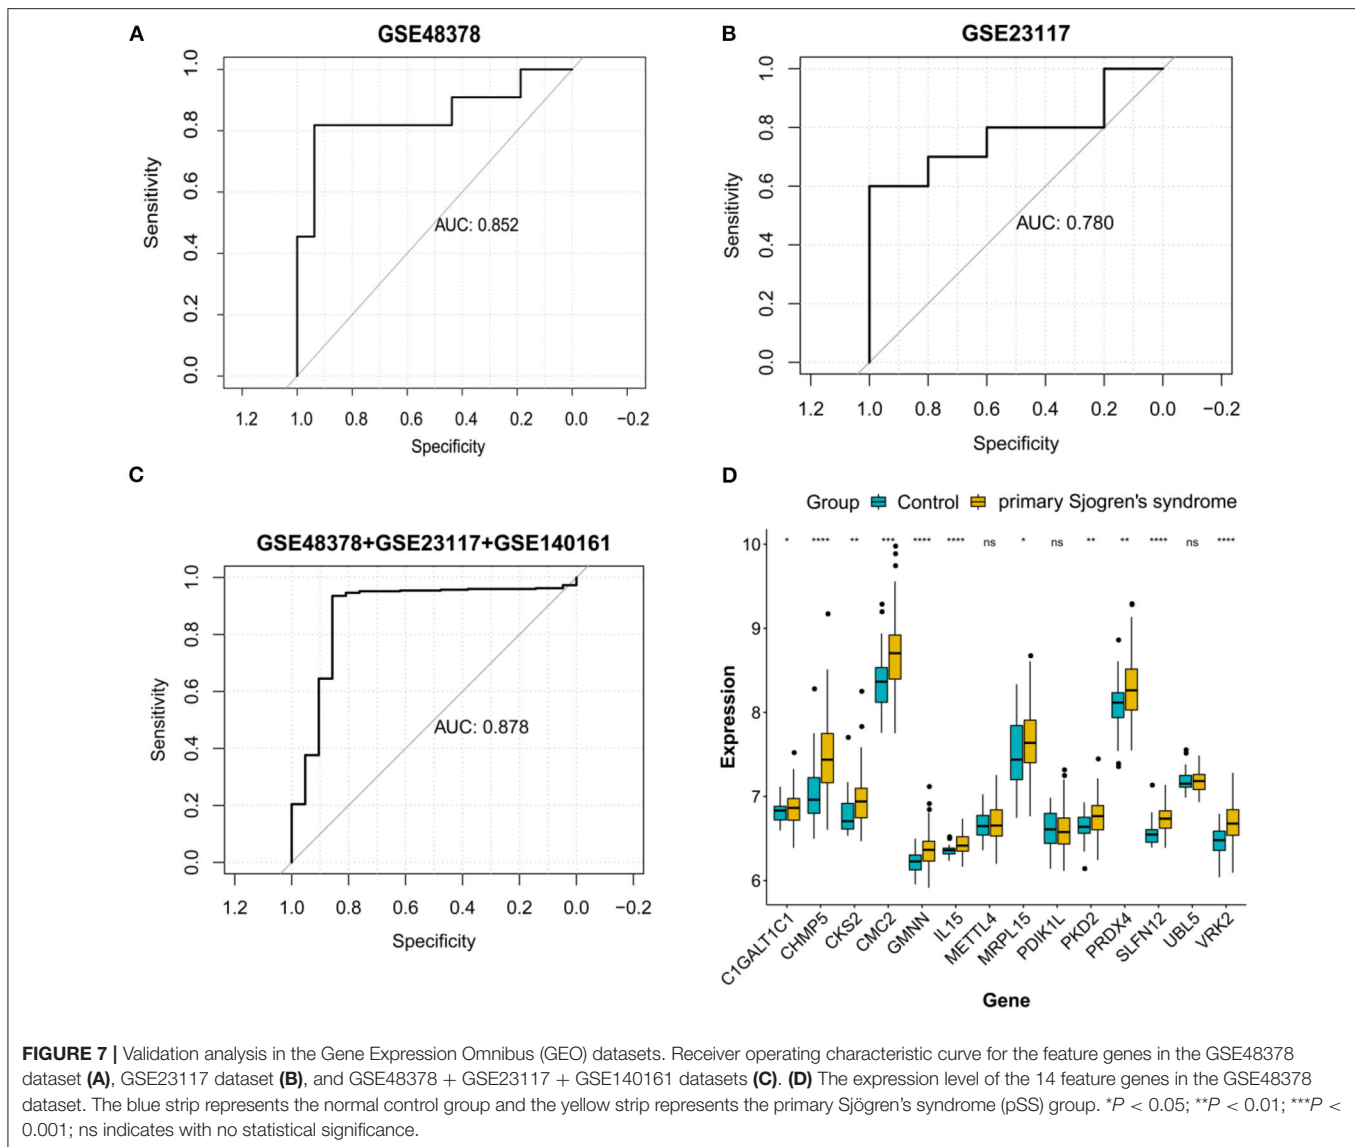 A
GSE48378
Sensitivity
1.0
0.8
0.6
0.4
0.2
0.0
AUC: 0.852
1.2 1.0 0.8 0.6 0.4 0.2 0.0 −0.2
Specificity
B
GSE23117
Sensitivity
1.0
0.8
0.6
0.4
0.2
0.0
AUC: 0.780
1.2 1.0 0.8 0.6 0.4 0.2 0.0 −0.2
Specificity
C
GSE48378+GSE23117+GSE140161
Sensitivity
1.0
0.8
0.6
0.4
0.2
0.0
AUC: 0.878
1.2 1.0 0.8 0.6 0.4 0.2 0.0 −0.2
Specificity
D
Group Control primary Sjogren's syndrome
* **** ** *** **** **** ns * ns ** ** **** ns ****
Expression
10
9
8
7
6
C1GALT1C1 CHMP5 CKS2 CMC2 GMNN IL15 METTL4 MRPL15 PDIK1L PKD2 PRDX4 SLFN12 UBL5 VRK2
Gene
FIGURE 7 | Validation analysis in the Gene Expression Omnibus (GEO) datasets. Receiver operating characteristic curve for the feature genes in the GSE48378
dataset (A), GSE23117 dataset (B), and GSE48378 + GSE23117 + GSE140161 datasets (C). (D) The expression level of the 14 feature genes in the GSE48378
dataset. The blue strip represents the normal control group and the yellow strip represents the primary Sjögren's syndrome (pSS) group. *P < 0.05; **P < 0.01; ***P <
0.001; ns indicates with no statistical significance.